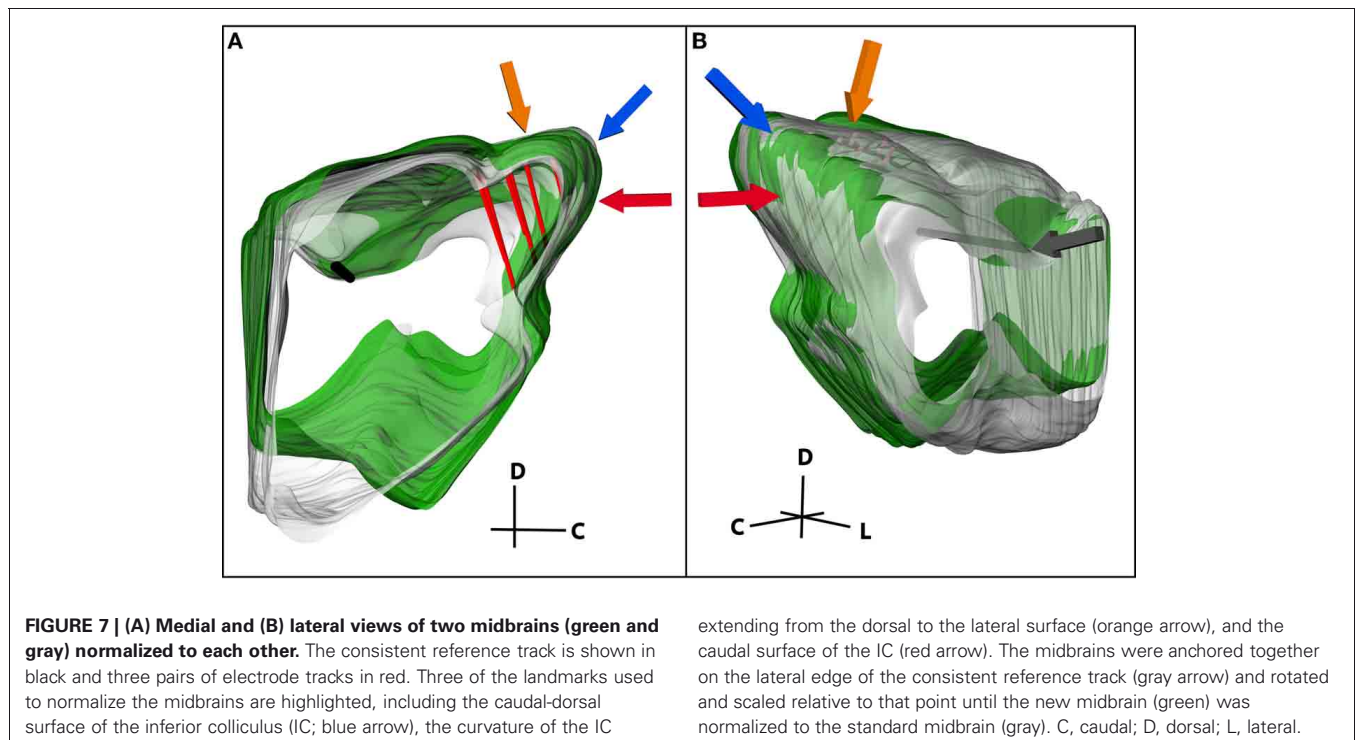 A
B
D
C
D
C
L
FIGURE 7 | (A) Medial and (B) lateral views of two midbrains (green and
gray) normalized to each other. The consistent reference track is shown in
black and three pairs of electrode tracks in red. Three of the landmarks used
to normalize the midbrains are highlighted, including the caudal-dorsal
surface of the inferior colliculus (IC; blue arrow), the curvature of the IC
extending from the dorsal to the lateral surface (orange arrow), and the
caudal surface of the IC (red arrow). The midbrains were anchored together
on the lateral edge of the consistent reference track (gray arrow) and rotated
and scaled relative to that point until the new midbrain (green) was
normalized to the standard midbrain (gray). C, caudal; D, dorsal; L, lateral.